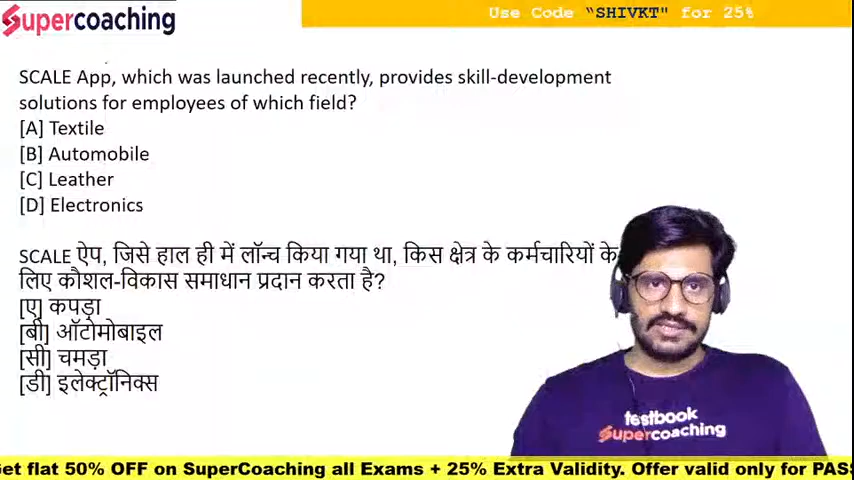 Supercoaching
Use Code “SHIVKT" for 25%
SCALE App, which was launched recently, provides skill-development
solutions for employees of which field?
[A] Textile
[B] Automobile
[C] Leather
[D] Electronics
SCALE ऐप, जिसे हाल ही में लॉन्च किया गया था, किस क्षेत्र के कर्मचारियों के
लिए कौशल-विकास समाधान प्रदान करता है?
[ए] कपड़ा
[बी] ऑटोमोबाइल
[सी] चमड़ा
[डी] इलेक्ट्रॉनिक्स
testbook
Supercoaching
Get flat 50% OFF on SuperCoaching all Exams + 25% Extra Validity. Offer valid only for PASS